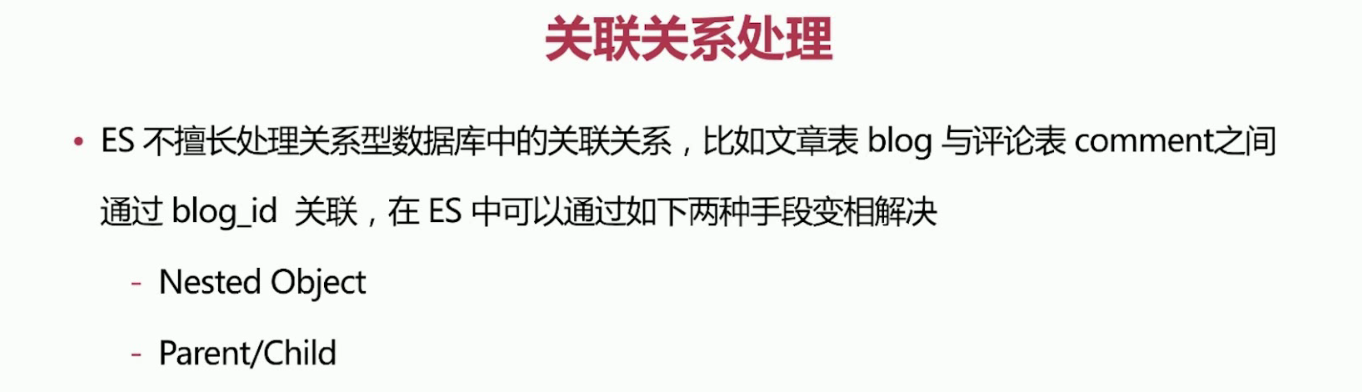 关联关系处理
• ES 不擅长处理关系型数据库中的关联关系，比如文章表 blog 与评论表 comment之间
通过 blog_id 关联，在 ES 中可以通过如下两种手段变相解决
- Nested Object
- Parent/Child